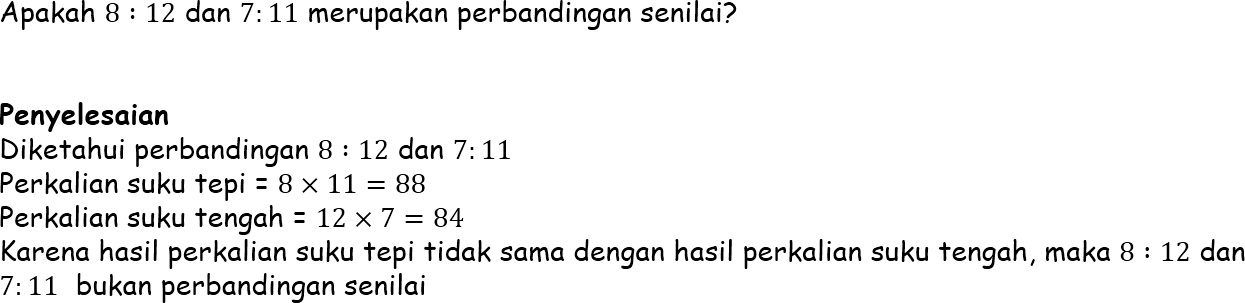 Apakah 8 : 12 dan 7: 11 merupakan perbandingan senilai?
Penyelesaian
Diketahui perbandingan 8 : 12 dan 7: 11
Perkalian suku tepi = 8 × 11 = 88
Perkalian suku tengah = 12 × 7 = 84
Karena hasil perkalian suku tepi tidak sama dengan hasil perkalian suku tengah, maka 8 : 12 dan
7: 11 bukan perbandingan senilai